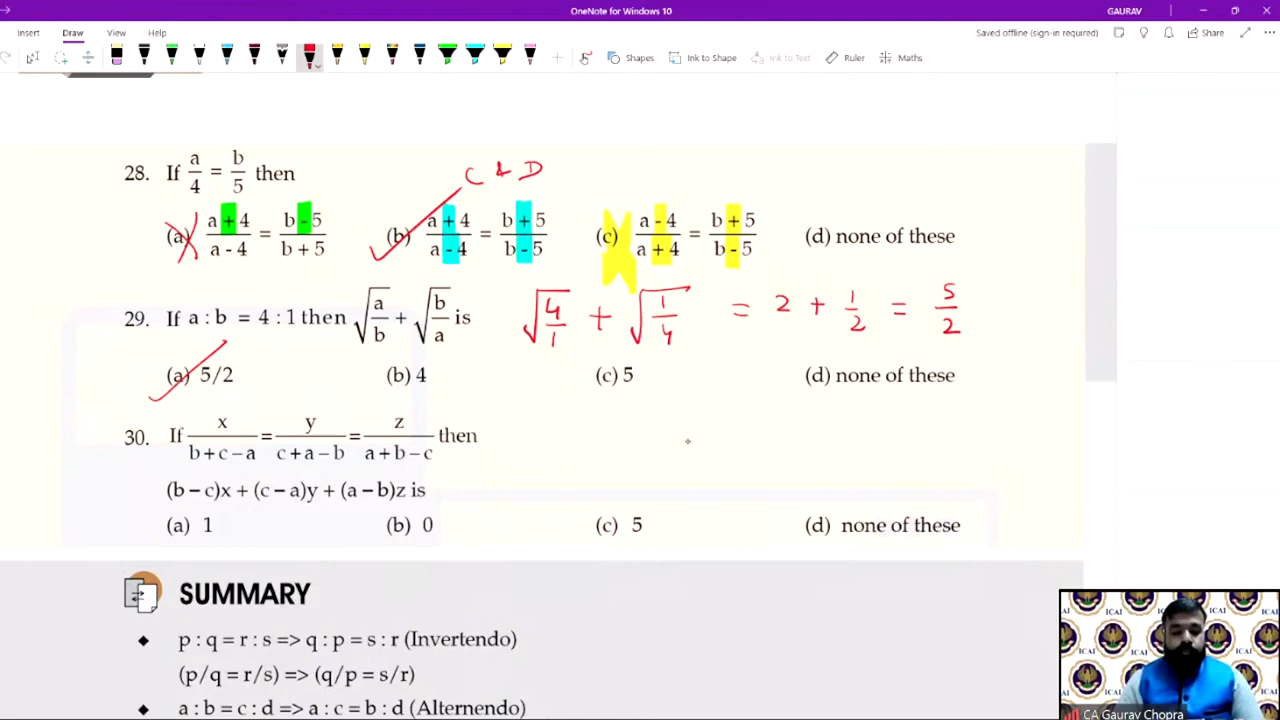 OneNote for Windows 10
GAURAV
Insert Draw View Help
Saved offline (sign-in required) Share
Shapes Ink to Shape Ink to Text Ruler Maths
C & D
28. If a/4 = b/5 then
(a) a + 4/a - 4 = b - 5/b + 5 (b) a + 4/a - 4 = b + 5/b - 5 (c) a - 4/a + 4 = b + 5/b - 5 (d) none of these
29. If a : b = 4 : 1 then √a/b + √b/a is √4/1 + √1/4 = 2 + 1/2 = 5/2
(a) 5/2 (b) 4 (c) 5 (d) none of these
30. If x/b+c–a = y/c+a–b = z/a+b–c then
(b – c)x + (c – a)y + (a – b)z is
(a) 1 (b) 0 (c) 5 (d) none of these
SUMMARY
◆ p : q = r : s => q : p = s : r (Invertendo)
(p/q = r/s) => (q/p = s/r)
◆ a : b = c : d => a : c = b : d (Alternendo)
ICAI ICAI
CA Gaurav Chopra